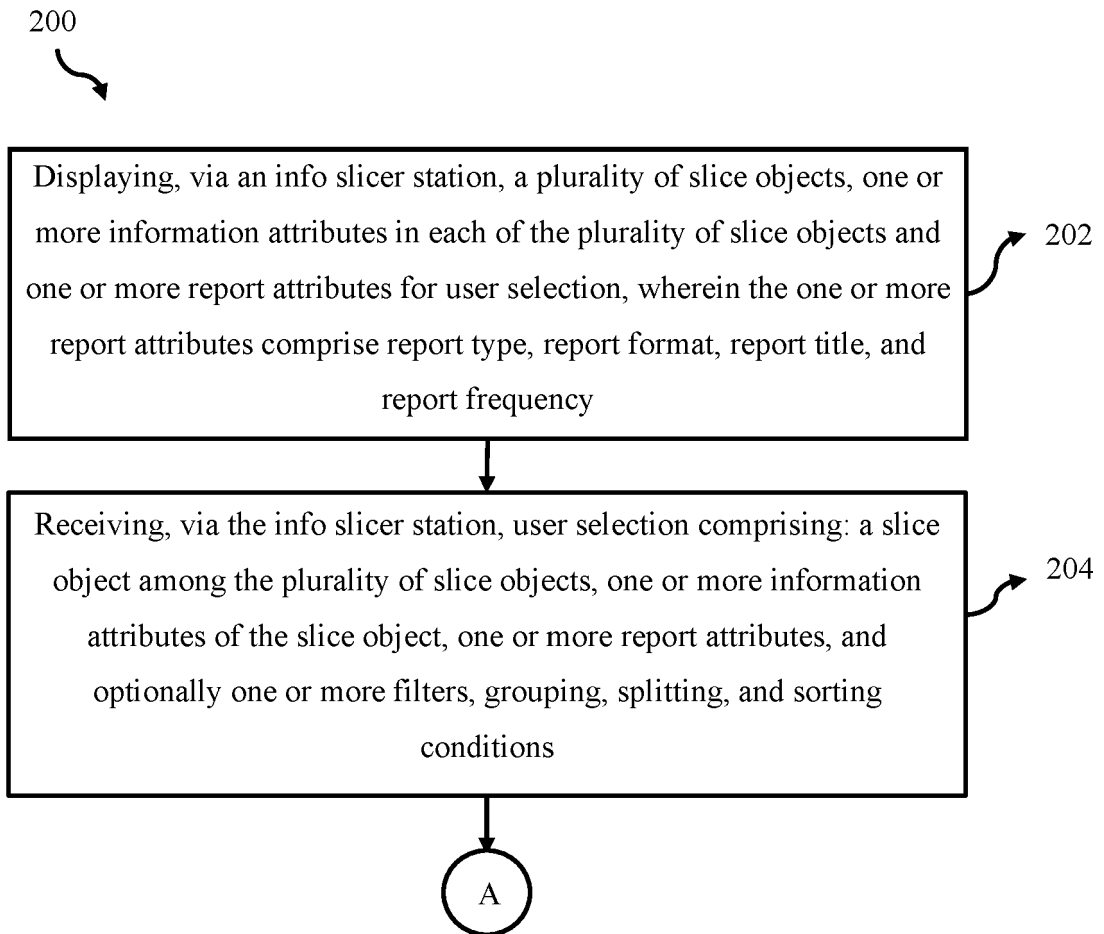 200
Displaying, via an info slicer station, a plurality of slice objects, one or
more information attributes in each of the plurality of slice objects and
one or more report attributes for user selection, wherein the one or more
report attributes comprise report type, report format, report title, and
report frequency
202
Receiving, via the info slicer station, user selection comprising: a slice
object among the plurality of slice objects, one or more information
attributes of the slice object, one or more report attributes, and
optionally one or more filters, grouping, splitting, and sorting
conditions
204
A